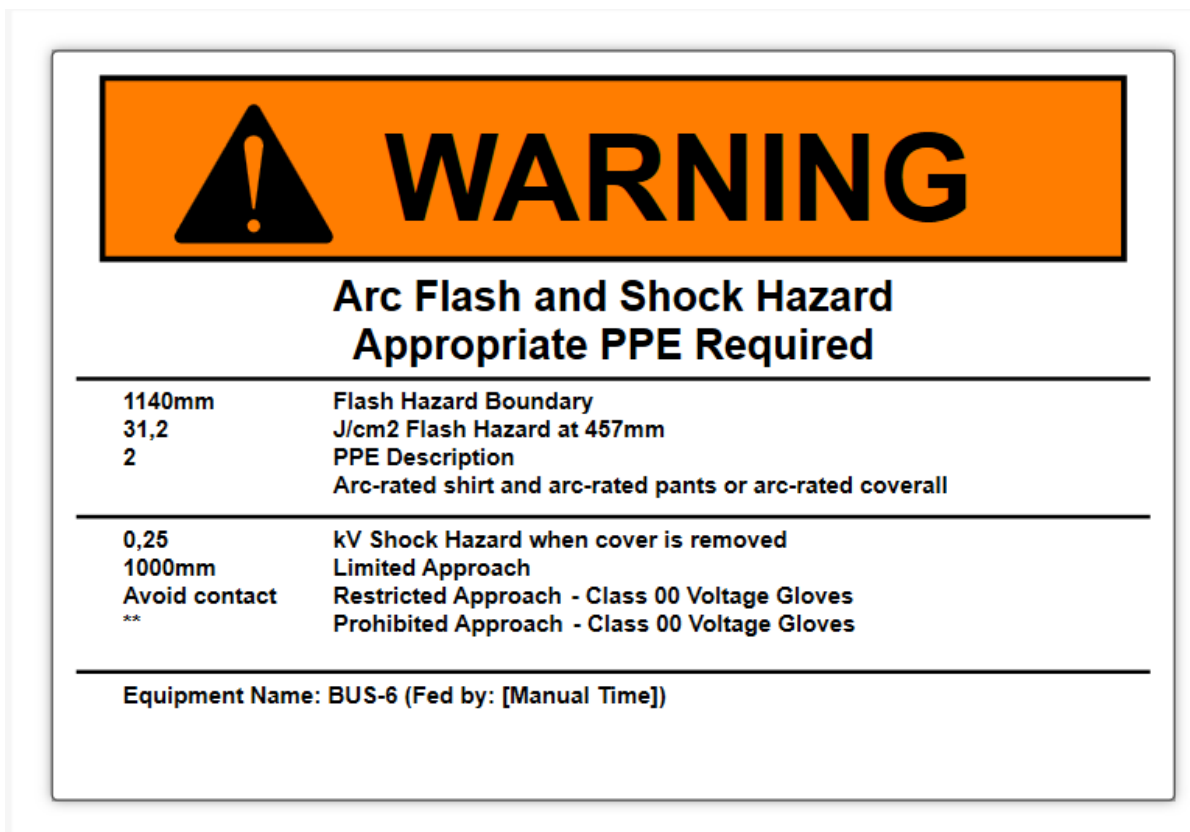 WARNING
Arc Flash and Shock Hazard
Appropriate PPE Required
1140mm Flash Hazard Boundary
31,2 J/cm2 Flash Hazard at 457mm
2 PPE Description
Arc-rated shirt and arc-rated pants or arc-rated coverall
0,25 kV Shock Hazard when cover is removed
1000mm Limited Approach
Avoid contact Restricted Approach - Class 00 Voltage Gloves
** Prohibited Approach - Class 00 Voltage Gloves
Equipment Name: BUS-6 (Fed by: [Manual Time])